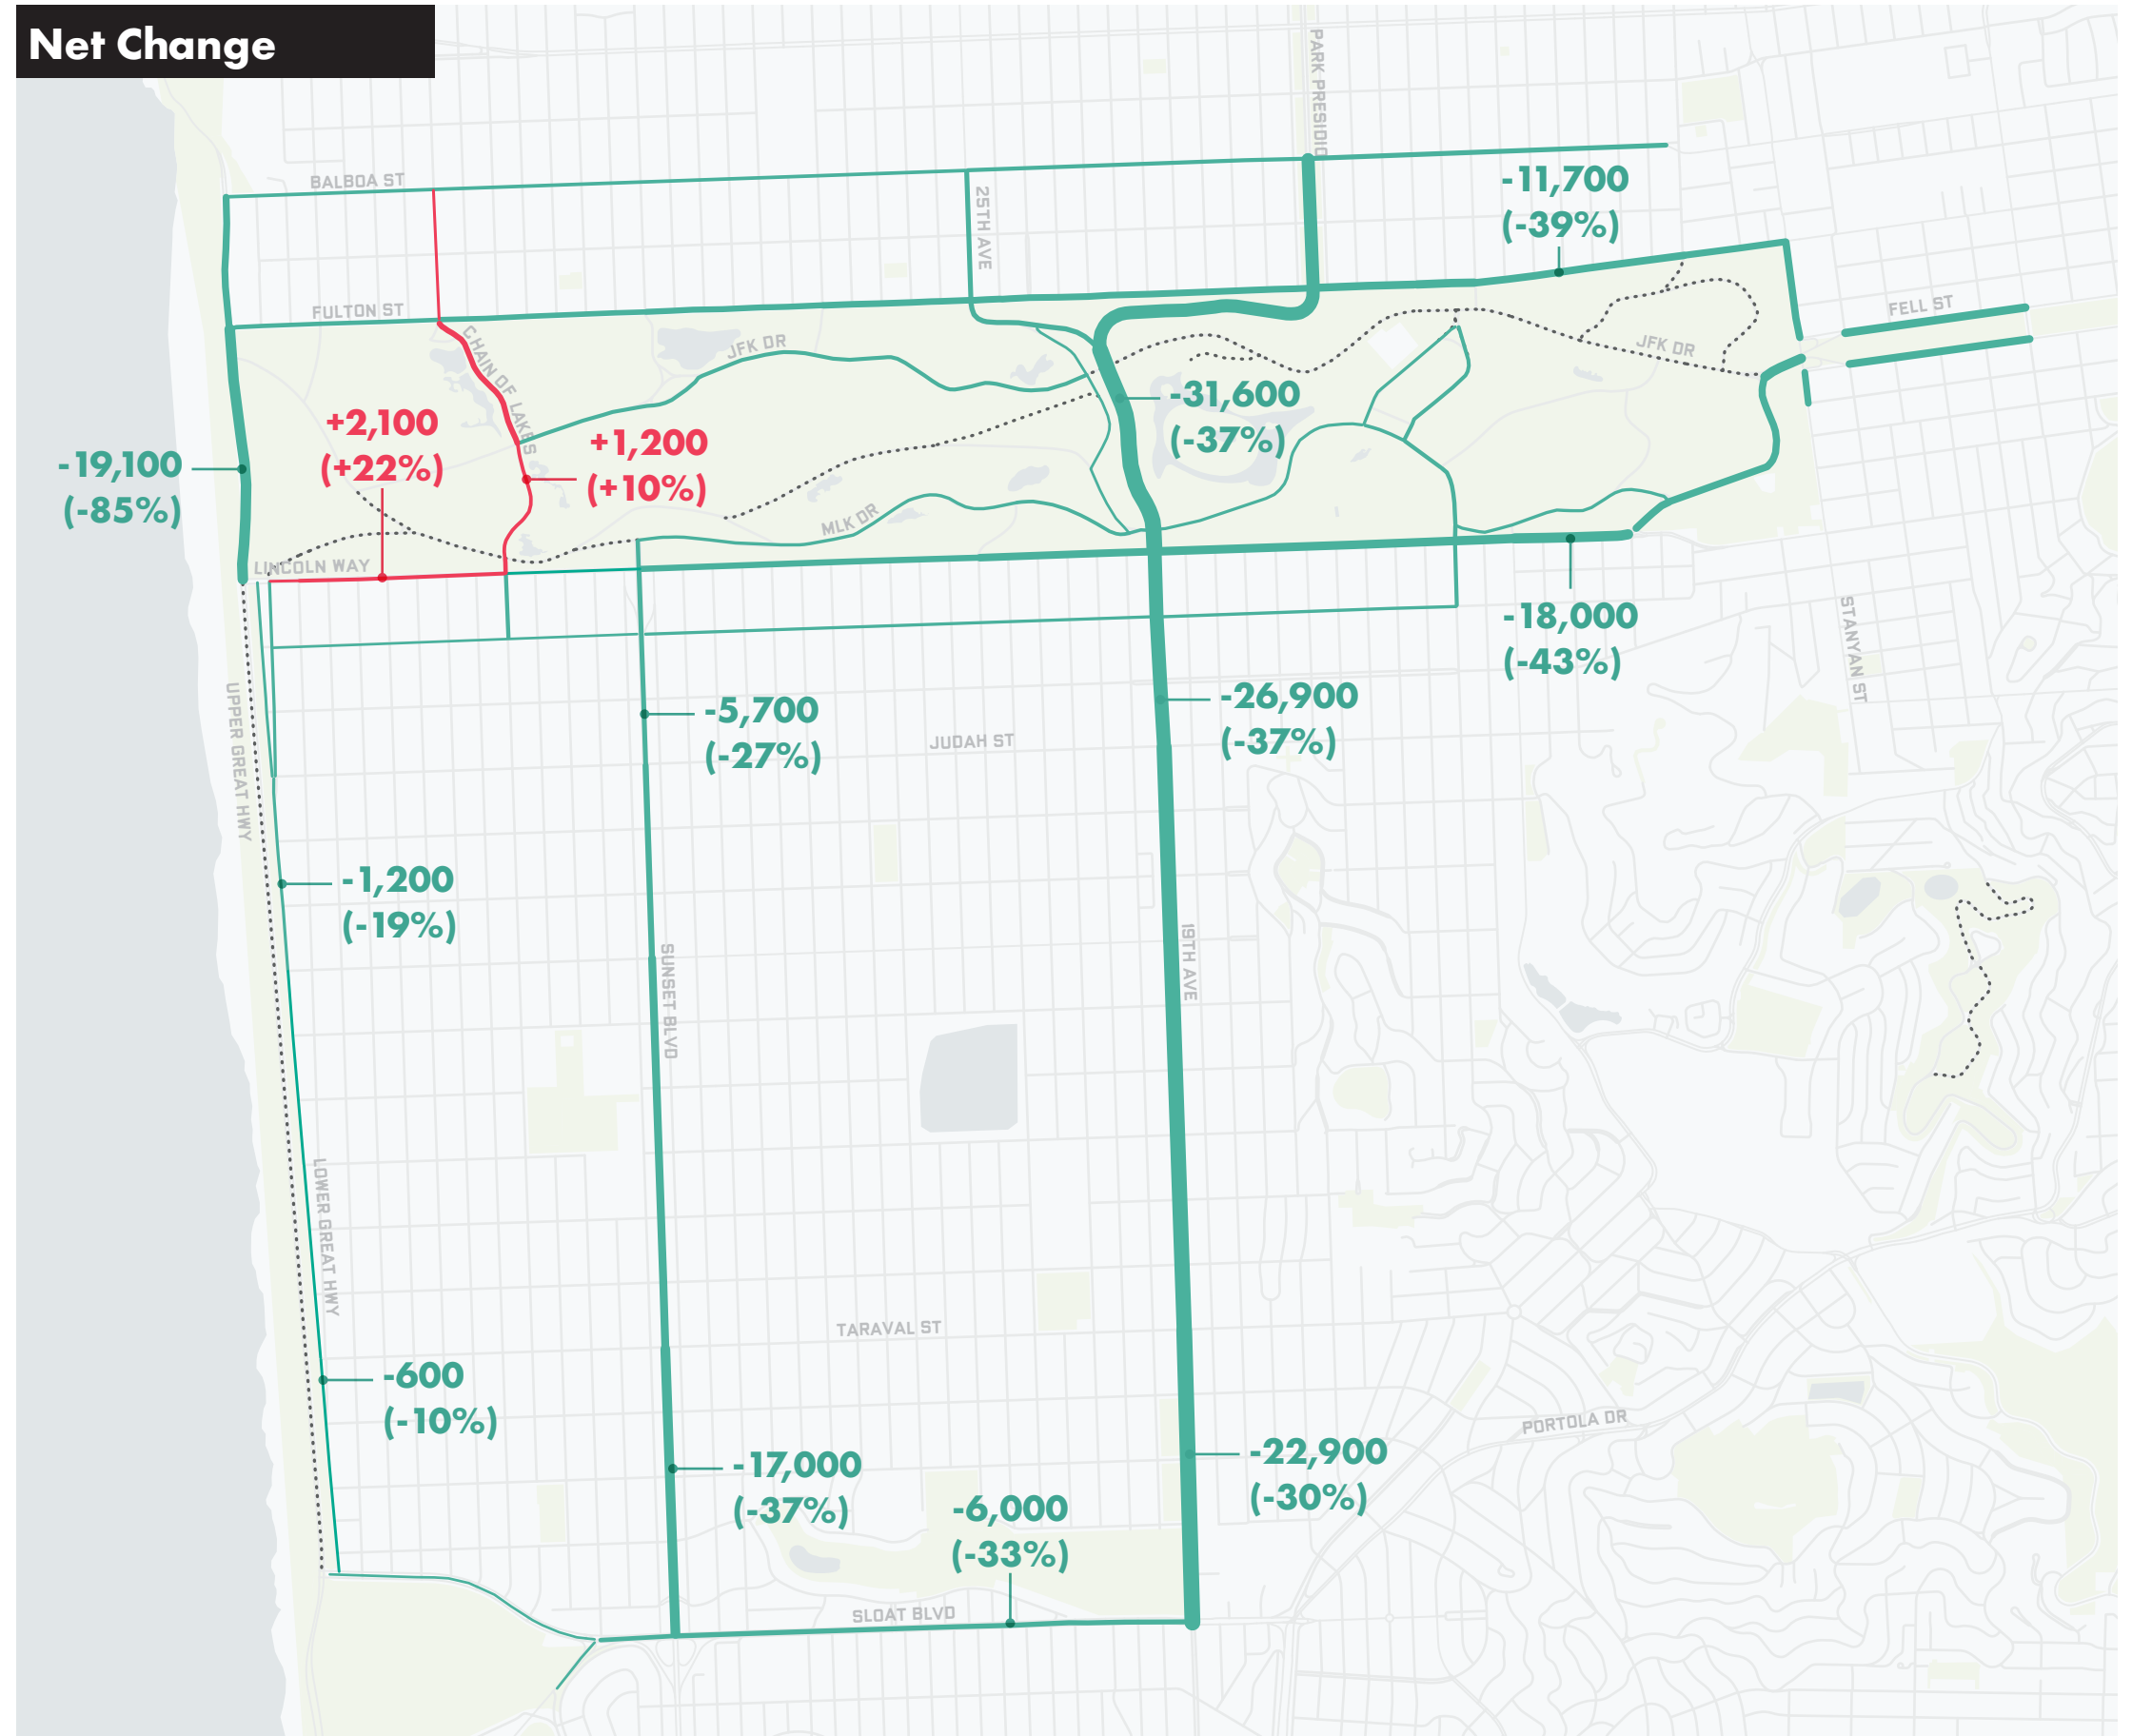 Net Change
PARK PRESIDIO
BALBOA ST
25TH AVE
-11,700
(-39%)
FULTON ST
FELL ST
CHAIN OF LAKES
JFK DR
JFK DR
-31,600
(-37%)
+2,100
(+22%)
+1,200
(+10%)
-19,100
(-85%)
MLK DR
LINCOLN WAY
-18,000
(-43%)
STANYAN ST
UPPER GREAT HWY
-5,700
(-27%)
JUDAH ST
-26,900
(-37%)
-1,200
(-19%)
SUNSET BLVD
19TH AVE
LOWER GREAT HWY
TARAVAL ST
-600
(-10%)
PORTOLA DR
-17,000
(-37%)
-22,900
(-30%)
-6,000
(-33%)
SLOAT BLVD